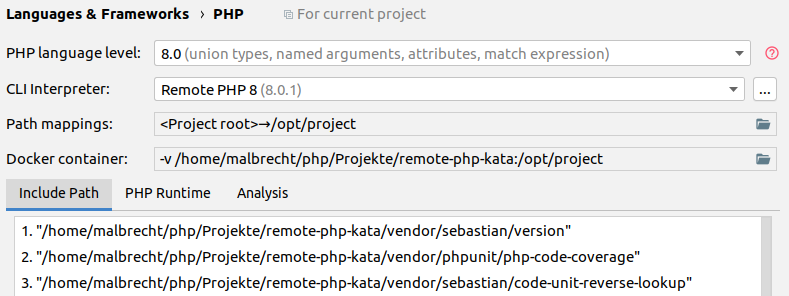 Languages & Frameworks › PHP For current project
PHP language level: 8.0 (union types, named arguments, attributes, match expression)
CLI Interpreter: Remote PHP 8 (8.0.1) ...
Path mappings: <Project root>→/opt/project
Docker container: -v /home/malbrecht/php/Projekte/remote-php-kata:/opt/project
Include Path PHP Runtime Analysis
1. "/home/malbrecht/php/Projekte/remote-php-kata/vendor/sebastian/version"
2. "/home/malbrecht/php/Projekte/remote-php-kata/vendor/phpunit/php-code-coverage"
3. "/home/malbrecht/php/Projekte/remote-php-kata/vendor/sebastian/code-unit-reverse-lookup"